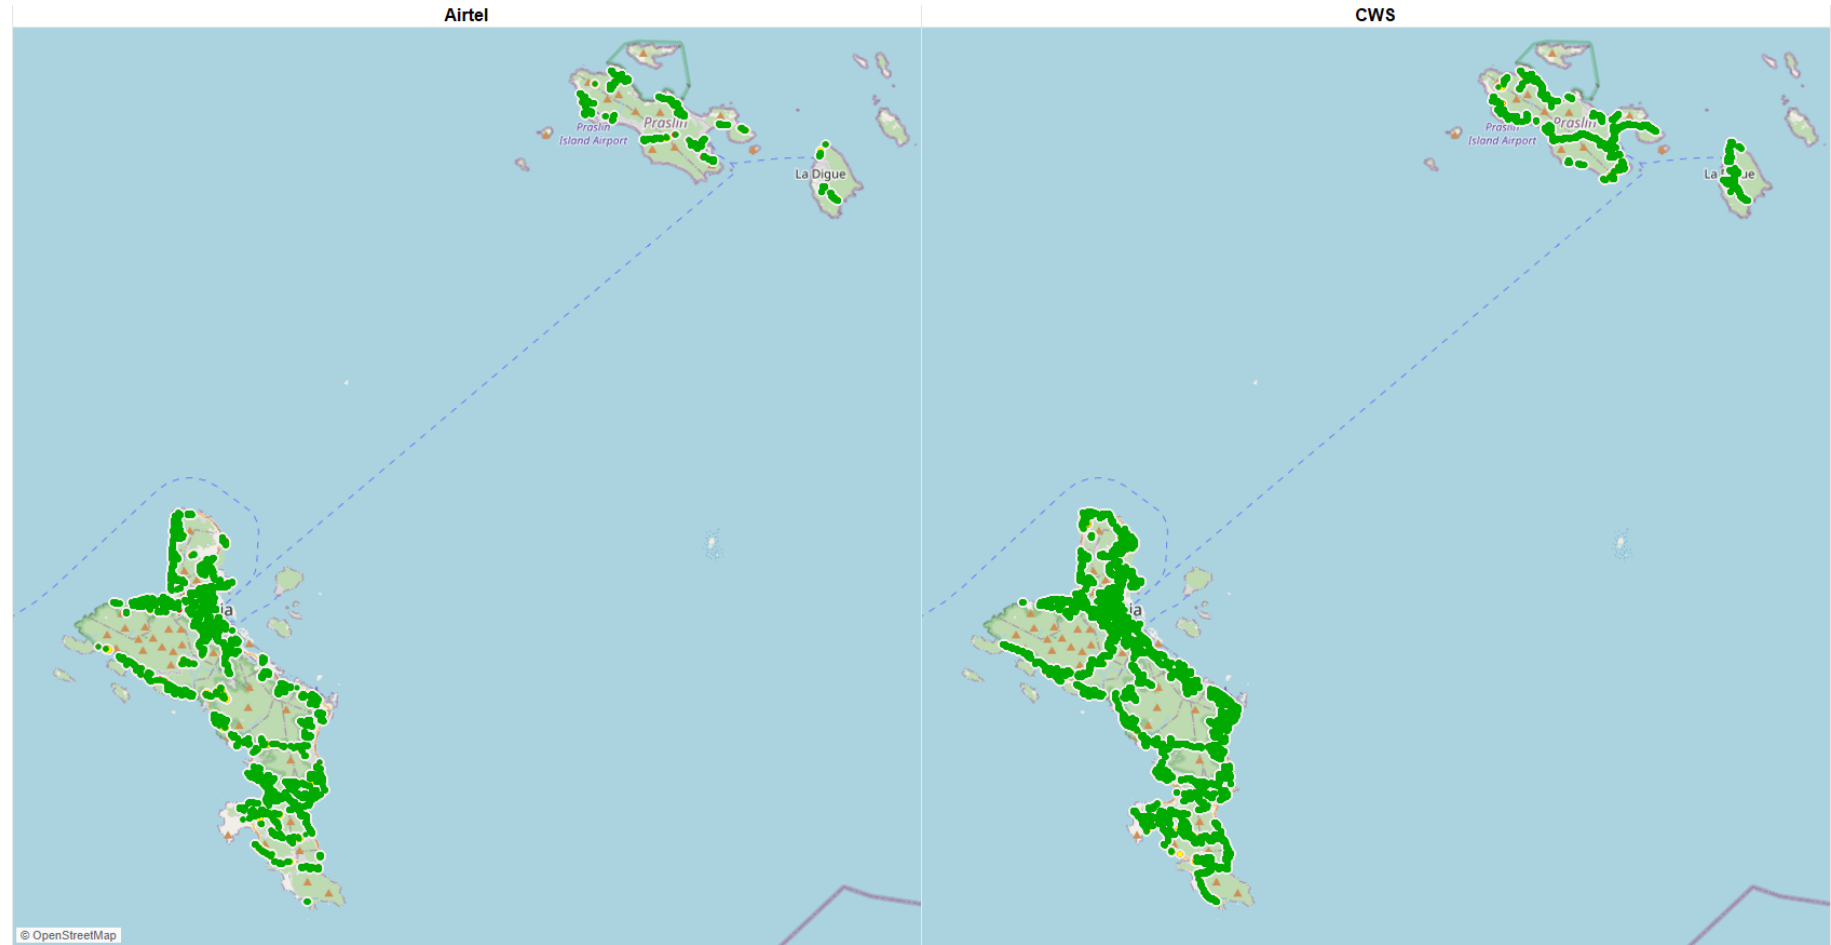 Airtel
CWS
Praslin
Praslin
Island Airport
La Digue
Praslin
Praslin
Island Airport
La
ue
ia
ia
© OpenStreetMap